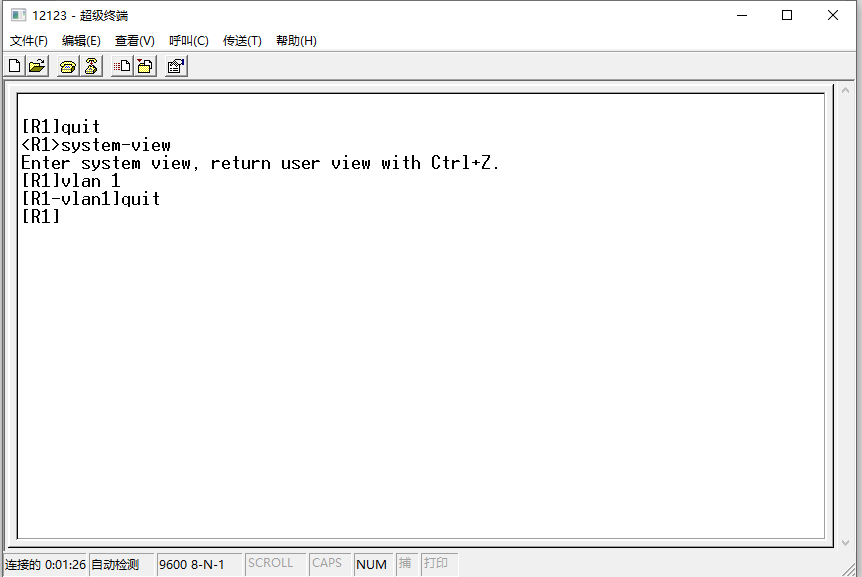 12123 - 超级终端
文件(F) 编辑(E) 查看(V) 呼叫(C) 传送(T) 帮助(H)
[R1]quit
<R1>system-view
Enter system view, return user view with Ctrl+Z.
[R1]vlan 1
[R1-vlan1]quit
[R1]
连接的 0:01:26 自动检测 9600 8-N-1 SCROLL CAPS NUM 捕 打印